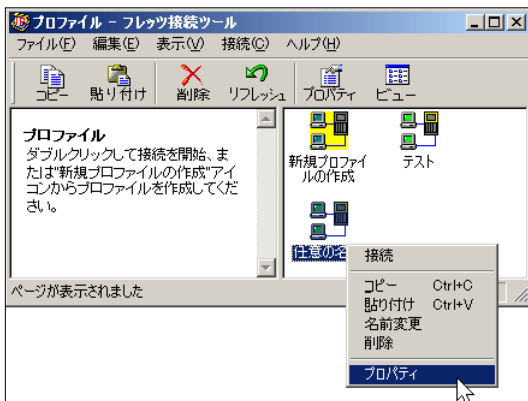 プロファイル - フレッツ接続ツール
ファイル(F) 編集(E) 表示(V) 接続(C) ヘルプ(H)
コピー 貼り付け 削除 リフレッシュ プロパティ ビュー
プロファイル
ダブルクリックして接続を開始、ま
たは"新規プロファイルの作成"アイ
コンからプロファイルを作成してくだ
さい。
新規プロファイ
ルの作成
テスト
任意の名
接続
コピー Ctrl+C
貼り付け Ctrl+V
名前変更
削除
プロパティ
ページが表示されました